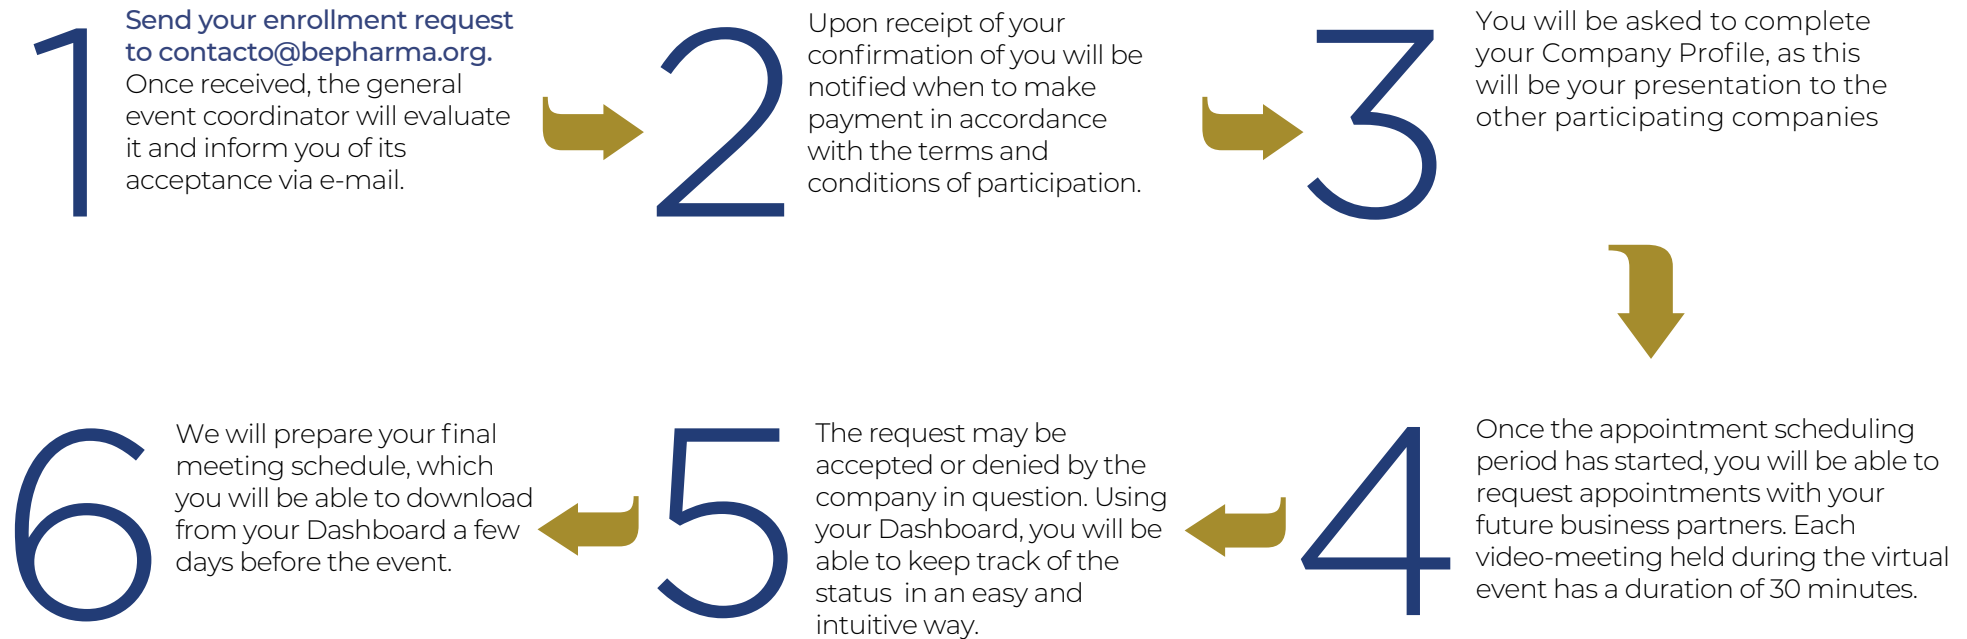 1
Send your enrollment request
to contacto@bepharma.org.
Once received, the general
event coordinator will evaluate
it and inform you of its
acceptance via e-mail.
2
Upon receipt of your
confirmation of you will be
notified when to make
payment in accordance
with the terms and
conditions of participation.
3
You will be asked to complete
your Company Profile, as this
will be your presentation to the
other participating companies
4
Once the appointment scheduling
period has started, you will be able to
request appointments with your
future business partners. Each
video-meeting held during the virtual
event has a duration of 30 minutes.
5
The request may be
accepted or denied by the
company in question. Using
your Dashboard, you will be
able to keep track of the
status  in an easy and
intuitive way.
6
We will prepare your final
meeting schedule, which
you will be able to download
from your Dashboard a few
days before the event.